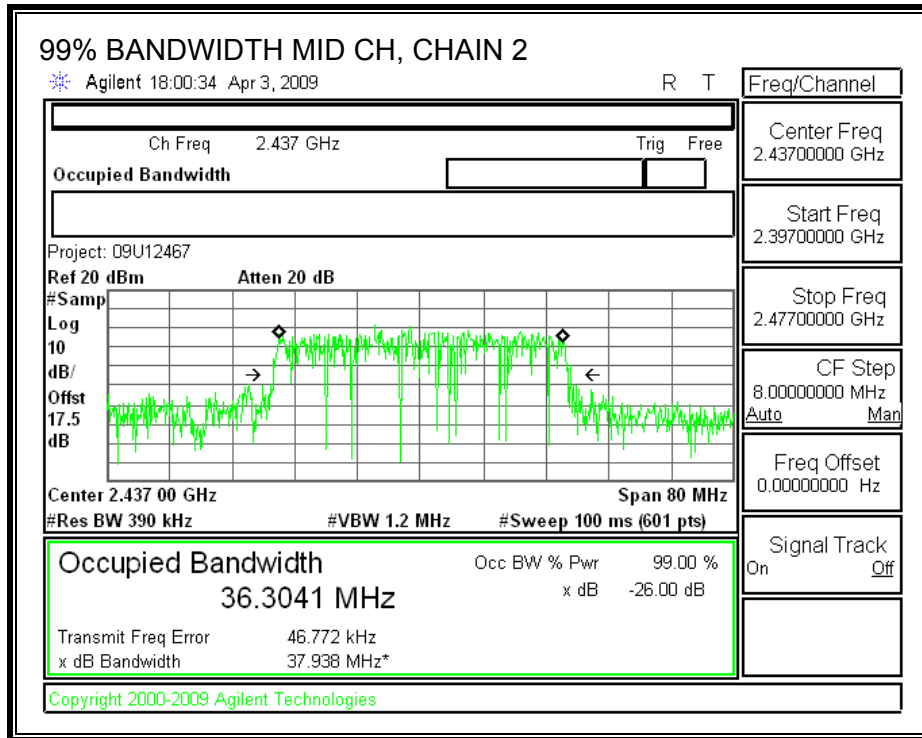 99% BANDWIDTH MID CH, CHAIN 2
Agilent 18:00:34 Apr 3, 2009 R T
Freq/Channel
Ch Freq 2.437 GHz Trig Free
Occupied Bandwidth
Center Freq
2.43700000 GHz
Start Freq
2.39700000 GHz
Stop Freq
2.47700000 GHz
CF Step
8.00000000 MHz
Auto Man
Freq Offset
0.00000000 Hz
Signal Track
On Off
Project: 09U12467
Ref 20 dBm Atten 20 dB
#Samp
Log
10
dB/
Offst
17.5
dB
Center 2.437 00 GHz Span 80 MHz
#Res BW 390 kHz #VBW 1.2 MHz #Sweep 100 ms (601 pts)
Occupied Bandwidth Occ BW % Pwr 99.00 %
36.3041 MHz x dB -26.00 dB
Transmit Freq Error 46.772 kHz
x dB Bandwidth 37.938 MHz*
Copyright 2000-2009 Agilent Technologies